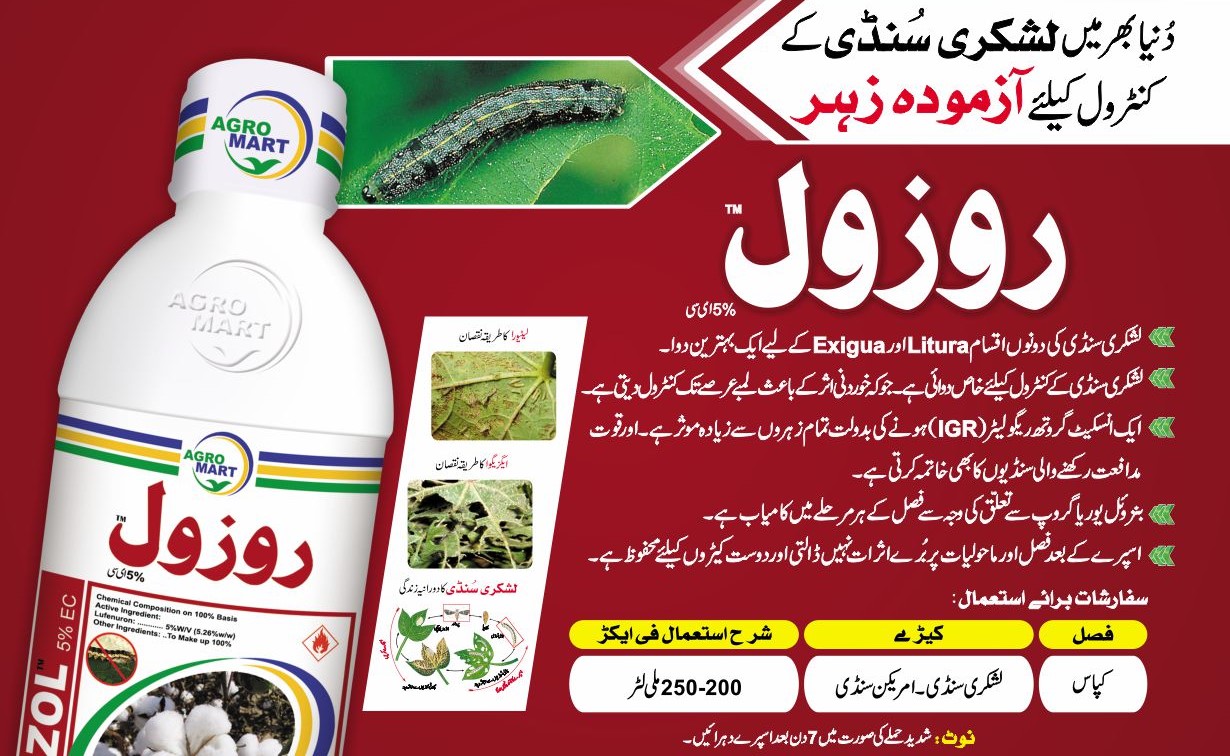 دُنیا بھر میں لشکری سُنڈی کے
کنٹرول کیلئے آزمودہ زہر
روزول
™
5% ای سی
لشکری سنڈی کی دونوں اقسام Litura اور Exigua کے لیے ایک بہترین دوا۔
لشکری سنڈی کے کنٹرول کیلئے خاص دوائی ہے۔ جو کہ خوردنی اثر کے باعث لمبے عرصے تک کنٹرول دیتی ہے۔
ایک انسکیٹ گروتھ ریگولیٹر (IGR) ہونے کی بدولت تمام زہروں سے زیادہ موثر ہے۔ اور قوت
مدافعت رکھنے والی سنڈیوں کا بھی خاتمہ کرتی ہے۔
بنزوئل یوریا گروپ سے تعلق کی وجہ سے فصل کے ہر مرحلے میں کامیاب ہے۔
اسپرے کے بعد فصل اور ماحولیات پر بُرے اثرات نہیں ڈالتی اور دوست کیڑوں کیلئے محفوظ ہے۔
سفارشات برائے استعمال:
فصل کیڑے شرح استعمال فی ایکڑ
کپاس لشکری سنڈی۔ امریکن سنڈی 200-250 ملی لٹر
نوٹ: شدید حملے کی صورت میں 7 دن بعد اسپرے دہرائیں۔
لیٹیورا کا طریقہ نقصان
ایگزیگوا کا طریقہ نقصان
لشکری سُنڈی کا دورانیہ زندگی
AGRO
MART
AGRO
MART
AGRO
MART
روزول
™
5% ای سی
Chemical Composition on 100% Basis
Active Ingredient:
Lufenuron: .......... 5%W/V (5.26%w/w)
Other Ingredients: ..To Make up 100%
ZOL™ 5% EC